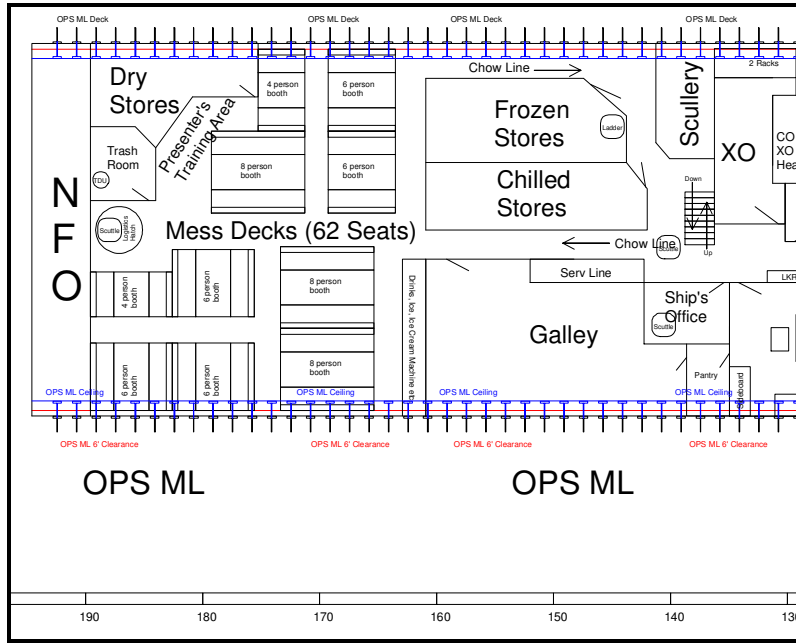 OPS ML Deck
OPS ML Deck
OPS ML Deck
OPS ML Deck
Dry
Stores
Presenter's
Training Area
4 person
booth
6 person
booth
Chow Line
Frozen
Stores
Ladder
Scullery
2 Racks
XO
CO
XO
Hea
Trash
Room
TDU
8 person
booth
6 person
booth
Chilled
Stores
Down
Up
NFO
Scuttle
Logistics
Hatch
Mess Decks (62 Seats)
Chow Line
Scuttle
4 person
booth
6 person
booth
8 person
booth
Drinks, Ice, Ice Cream Machine etc
Serv Line
Galley
Ship's
Office
Scuttle
LKR
6 person
booth
6 person
booth
8 person
booth
Pantry
Sideboard
OPS ML Ceiling
OPS ML Ceiling
OPS ML Ceiling
OPS ML Ceiling
OPS ML 6' Clearance
OPS ML 6' Clearance
OPS ML 6' Clearance
OPS ML 6' Clearance
OPS ML
OPS ML
190
180
170
160
150
140
130